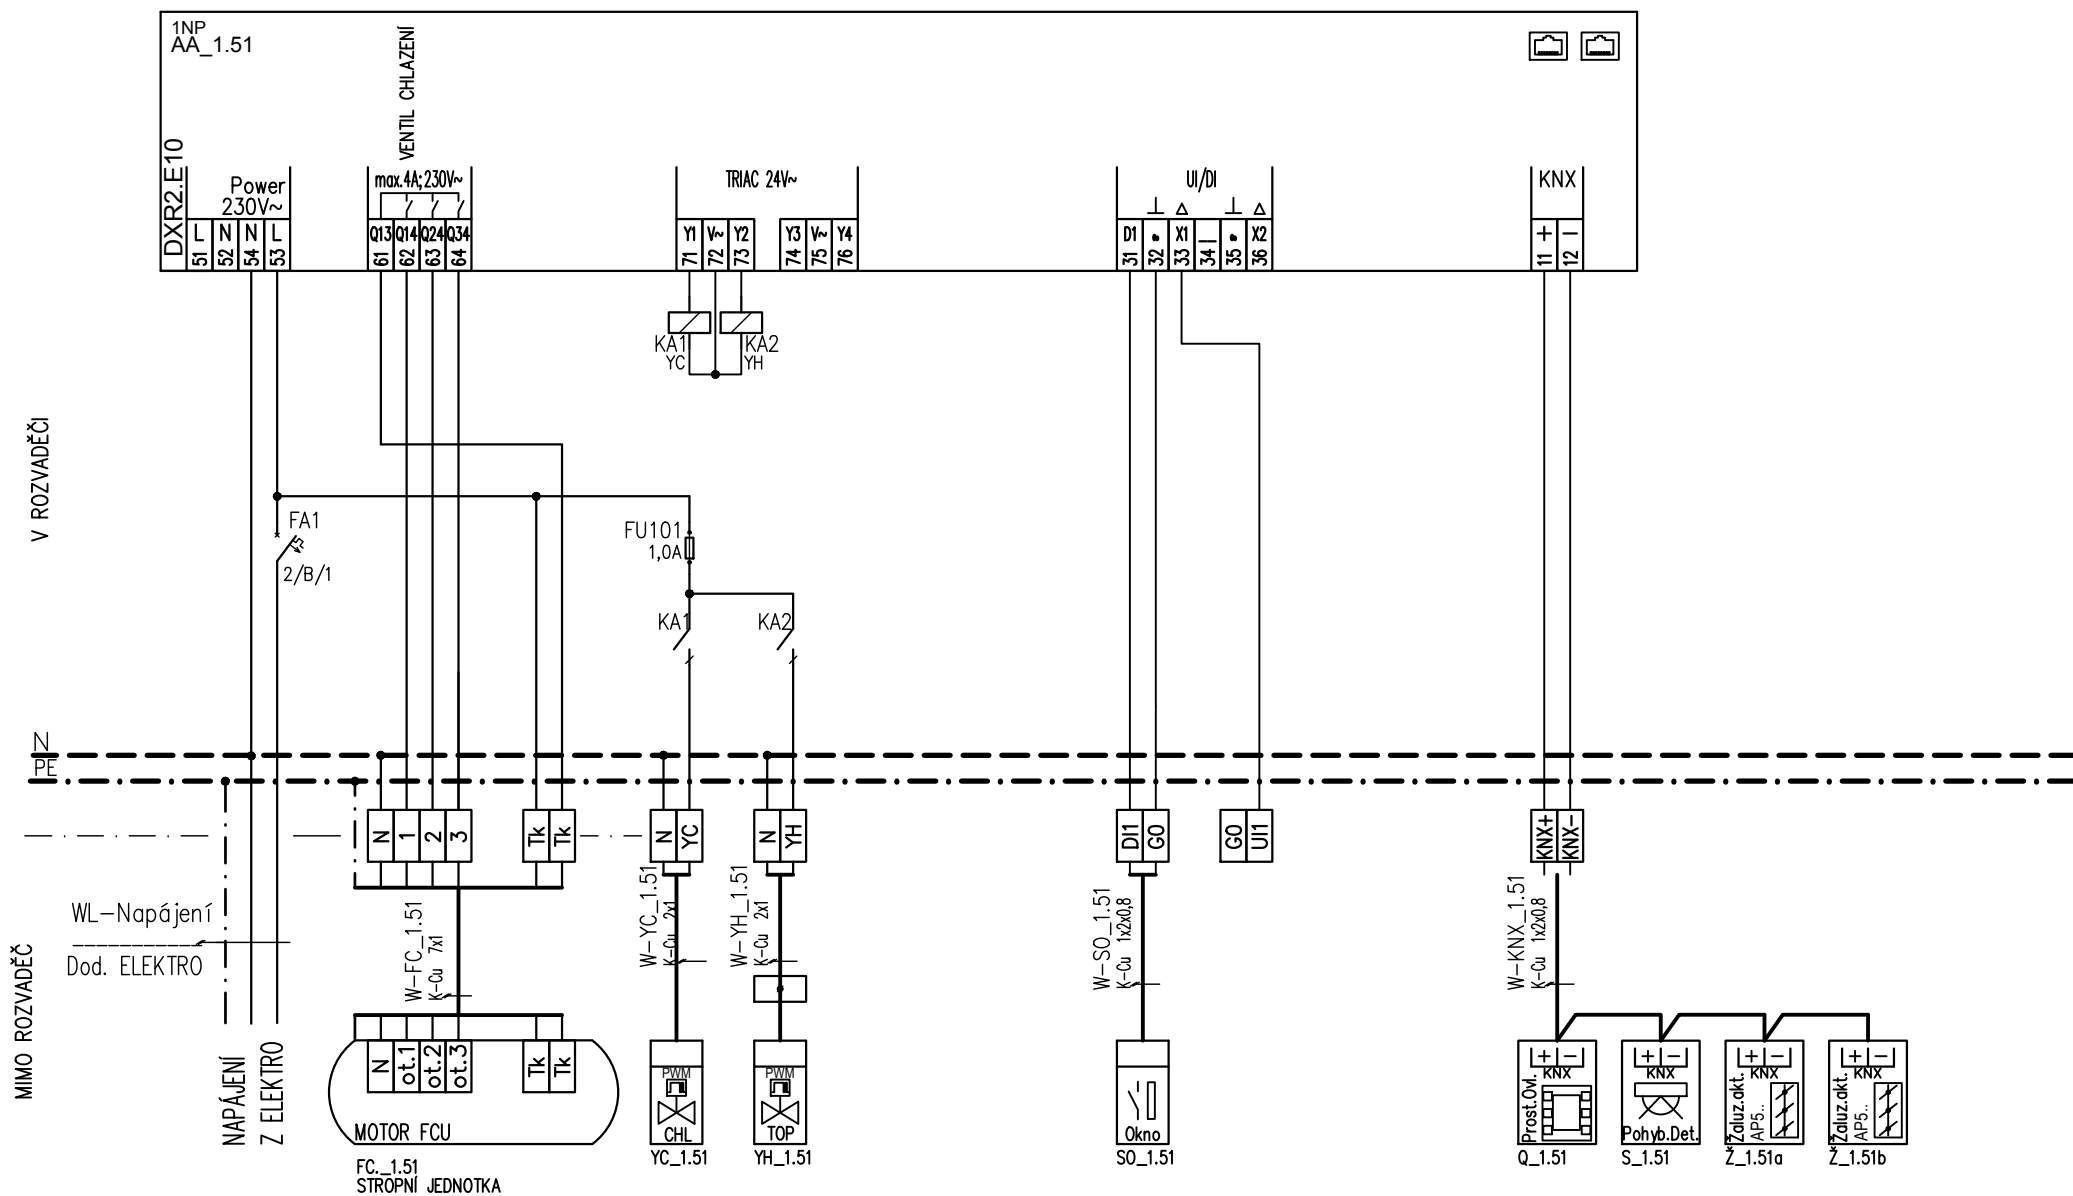 1NP
AA_1.51
DXR2.E10
VENTIL CHLAZENÍ
Power
230V~
max.4A;230V~
TRIAC 24V~
UI/DI
KNX
L N N L
51 52 54 53
Q13 Q14 Q24 Q34
61 62 63 64
Y1 V~ Y2
71 72 73
Y3 V~ Y4
74 75 76
D1 X1 X2
31 32 33 34 35 36
+ −
11 12
KA1
YC
KA2
YH
V ROZVADĚČI
FA1
2/B/1
FU101
1,0A
KA1
KA2
N
PE
N 1 2 3
Tk Tk
N YC
N YH
DI1 GO
GO UI1
KNX+ KNX-
MIMO ROZVADĚČ
WL-Napájení
Dod. ELEKTRO
NAPÁJENÍ
Z ELEKTRO
W-FC_1.51
K-Cu 7x1
W-YC_1.51
K-Cu 2x1
W-YH_1.51
K-Cu 2x1
W-SO_1.51
K-Cu 1x2x0,8
W-KNX_1.51
K-Cu 1x2x0,8
N ot.1 ot.2 ot.3
Tk Tk
MOTOR FCU
FC._1.51
STROPNÍ JEDNOTKA
PWM
CHL
YC_1.51
PWM
TOP
YH_1.51
Okno
SO_1.51
+ −
KNX
Prost.Ovl.
Q_1.51
+ −
KNX
Pohyb.Det.
S_1.51
+ −
KNX
Žaluz.akt.
AP5..
Ž_1.51a
+ −
KNX
Žaluz.akt.
AP5..
Ž_1.51b